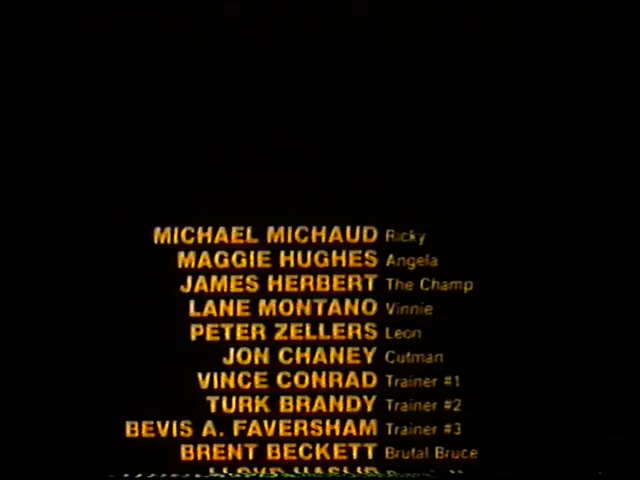 MICHAEL MICHAUD Ricky
MAGGIE HUGHES Angela
JAMES HERBERT The Champ
LANE MONTANO Vinnie
PETER ZELLERS Leon
JON CHANEY Cutman
VINCE CONRAD Trainer #1
TURK BRANDY Trainer #2
BEVIS A. FAVERSHAM Trainer #3
BRENT BECKETT Brutal Bruce